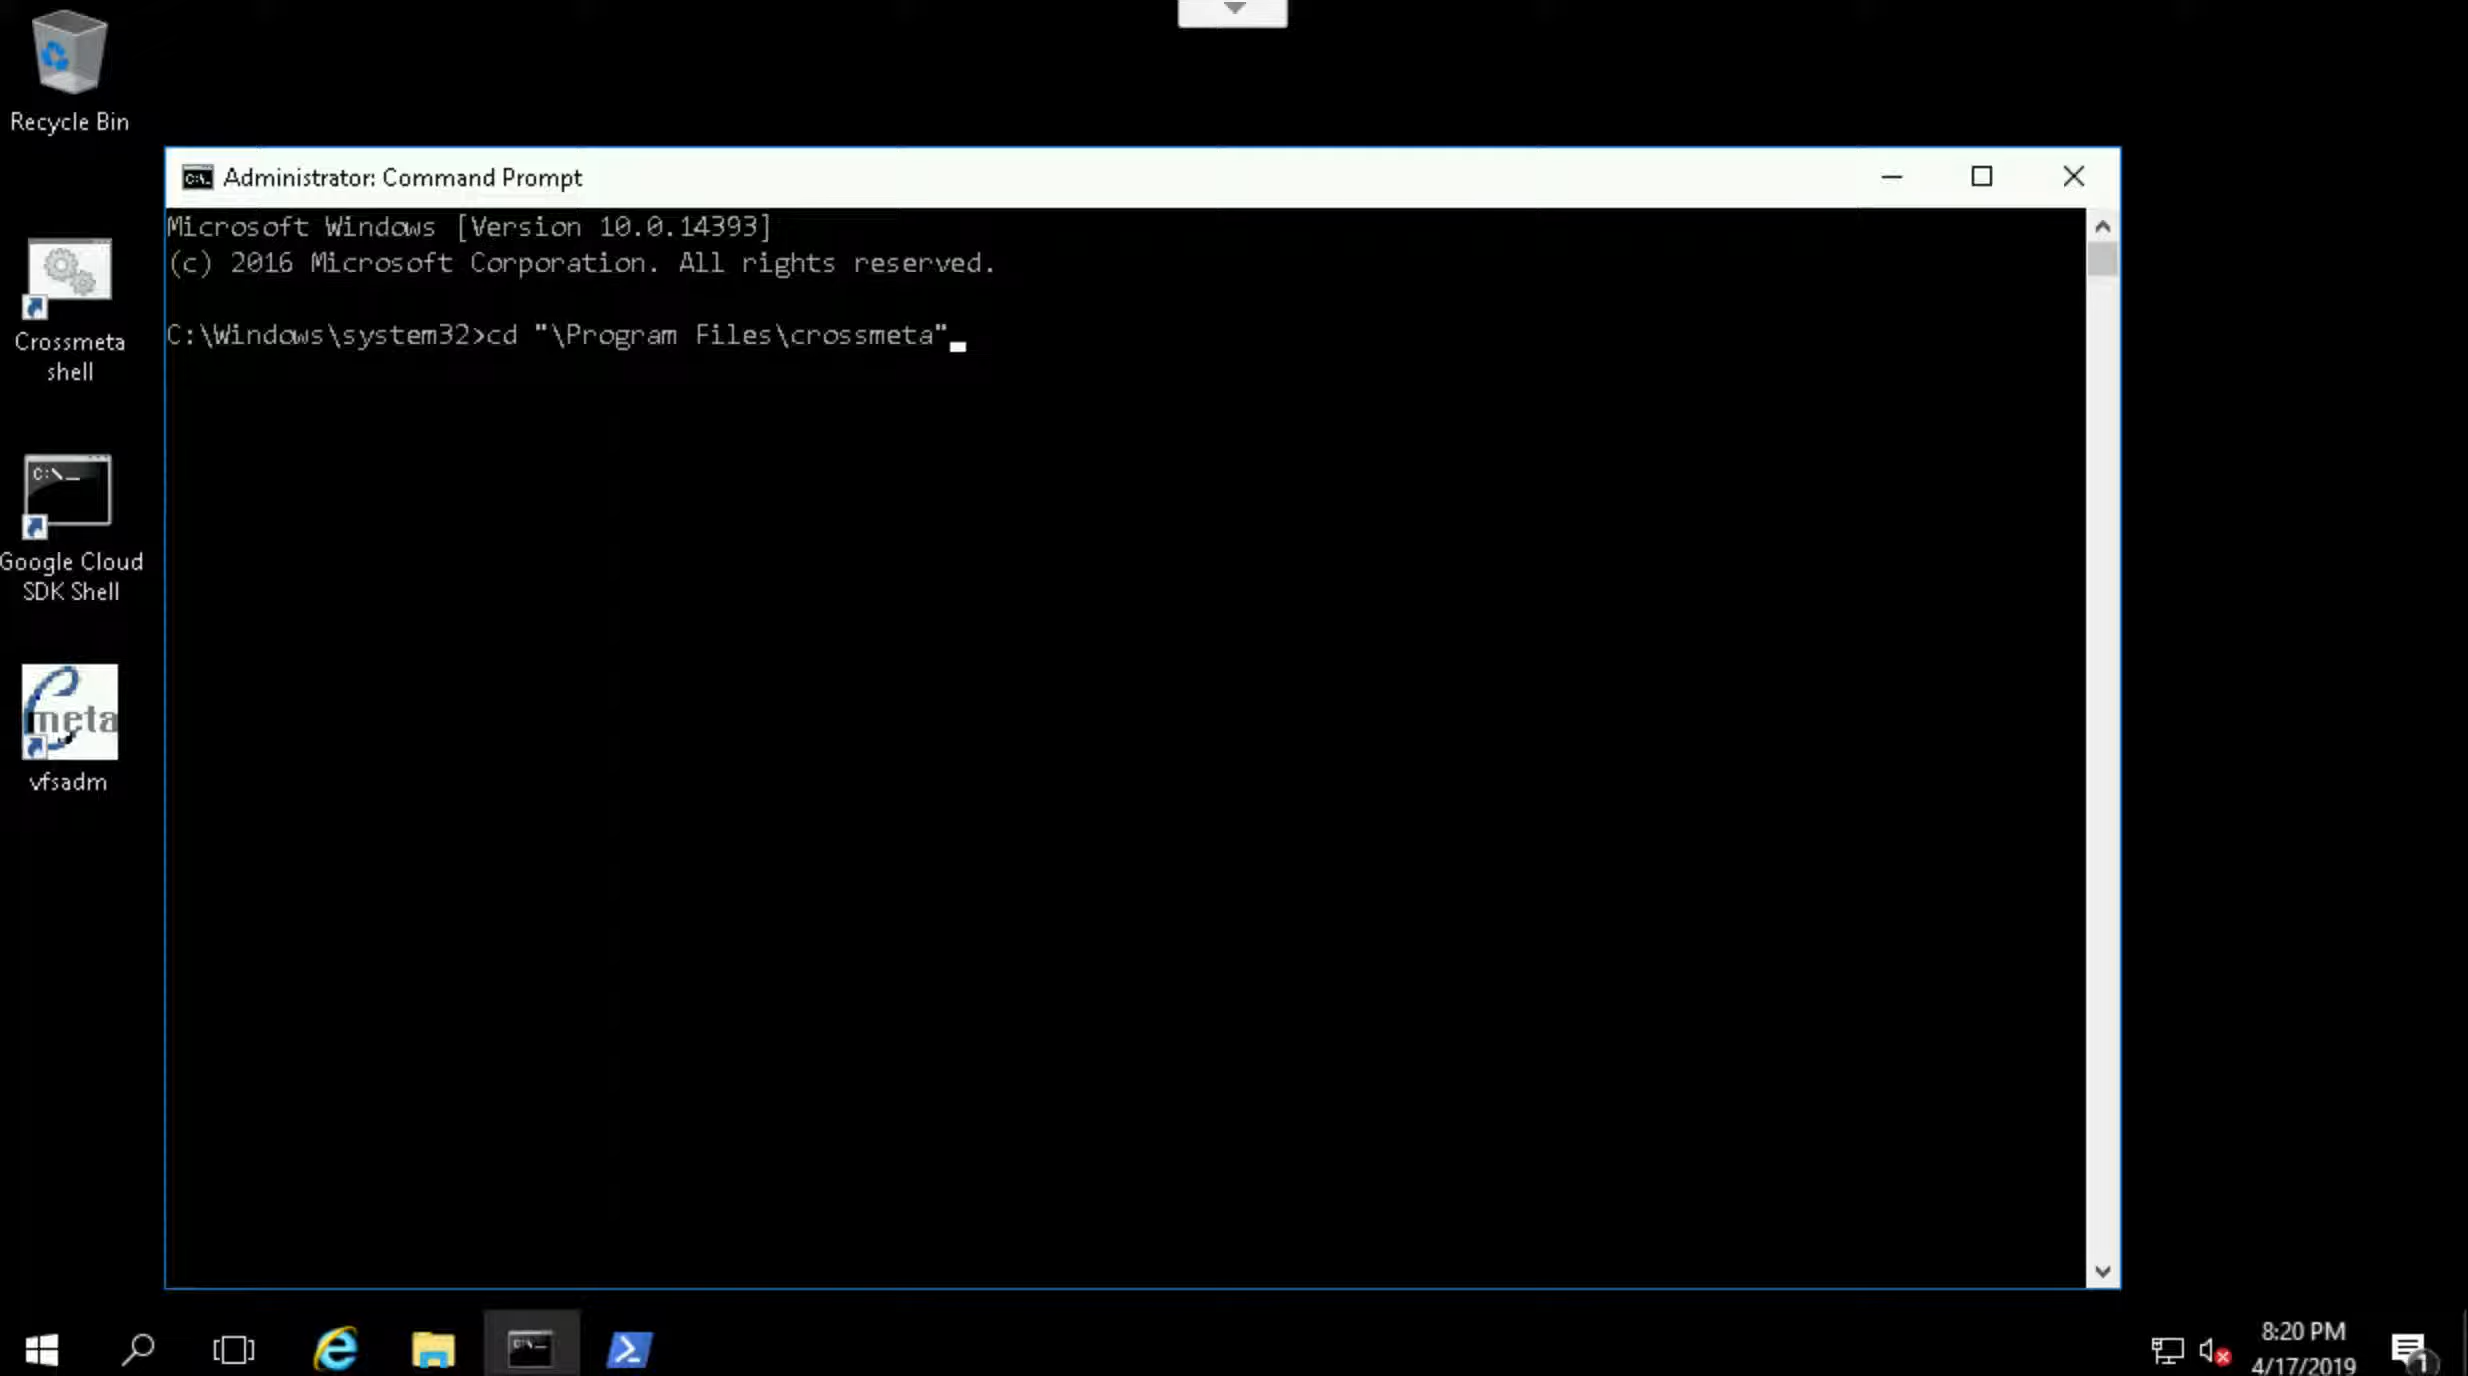 Recycle Bin
Administrator: Command Prompt
Microsoft Windows [Version 10.0.14393]
(c) 2016 Microsoft Corporation. All rights reserved.
C:\Windows\system32>cd "\Program Files\crossmeta"
Crossmeta
shell
C:\_
Google Cloud
SDK Shell
meta
vfsadm
8:20 PM
4/17/2019
1